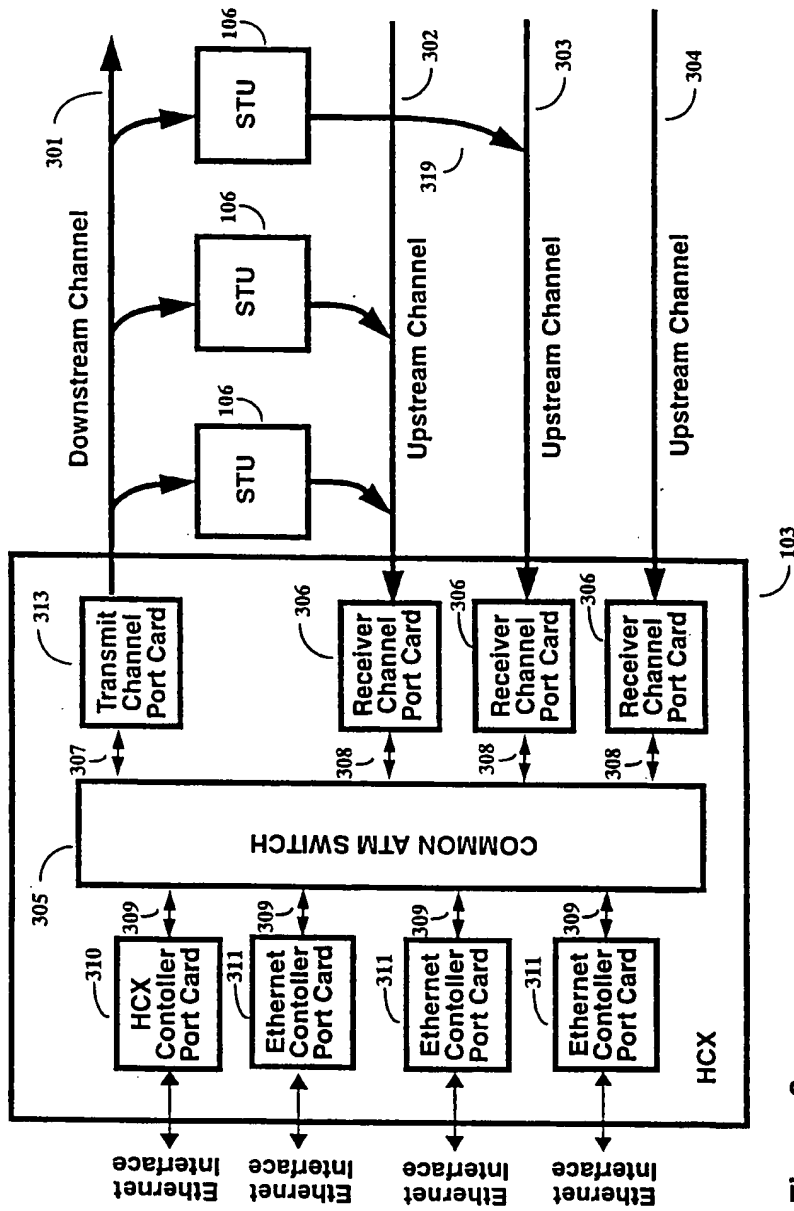 301
Downstream Channel
106
STU
106
STU
106
STU
302
Upstream Channel
319
303
Upstream Channel
304
Upstream Channel
103
313
Transmit
Channel
Port Card
307
306
Receiver
Channel
Port Card
308
306
Receiver
Channel
Port Card
308
306
Receiver
Channel
Port Card
308
305
COMMON ATM SWITCH
309
310
HCX
Contoller
Port Card
309
311
Ethernet
Contoller
Port Card
309
311
Ethernet
Contoller
Port Card
309
311
Ethernet
Contoller
Port Card
HCX
Ethernet
Interface
Ethernet
Interface
Ethernet
Interface
Ethernet
Interface